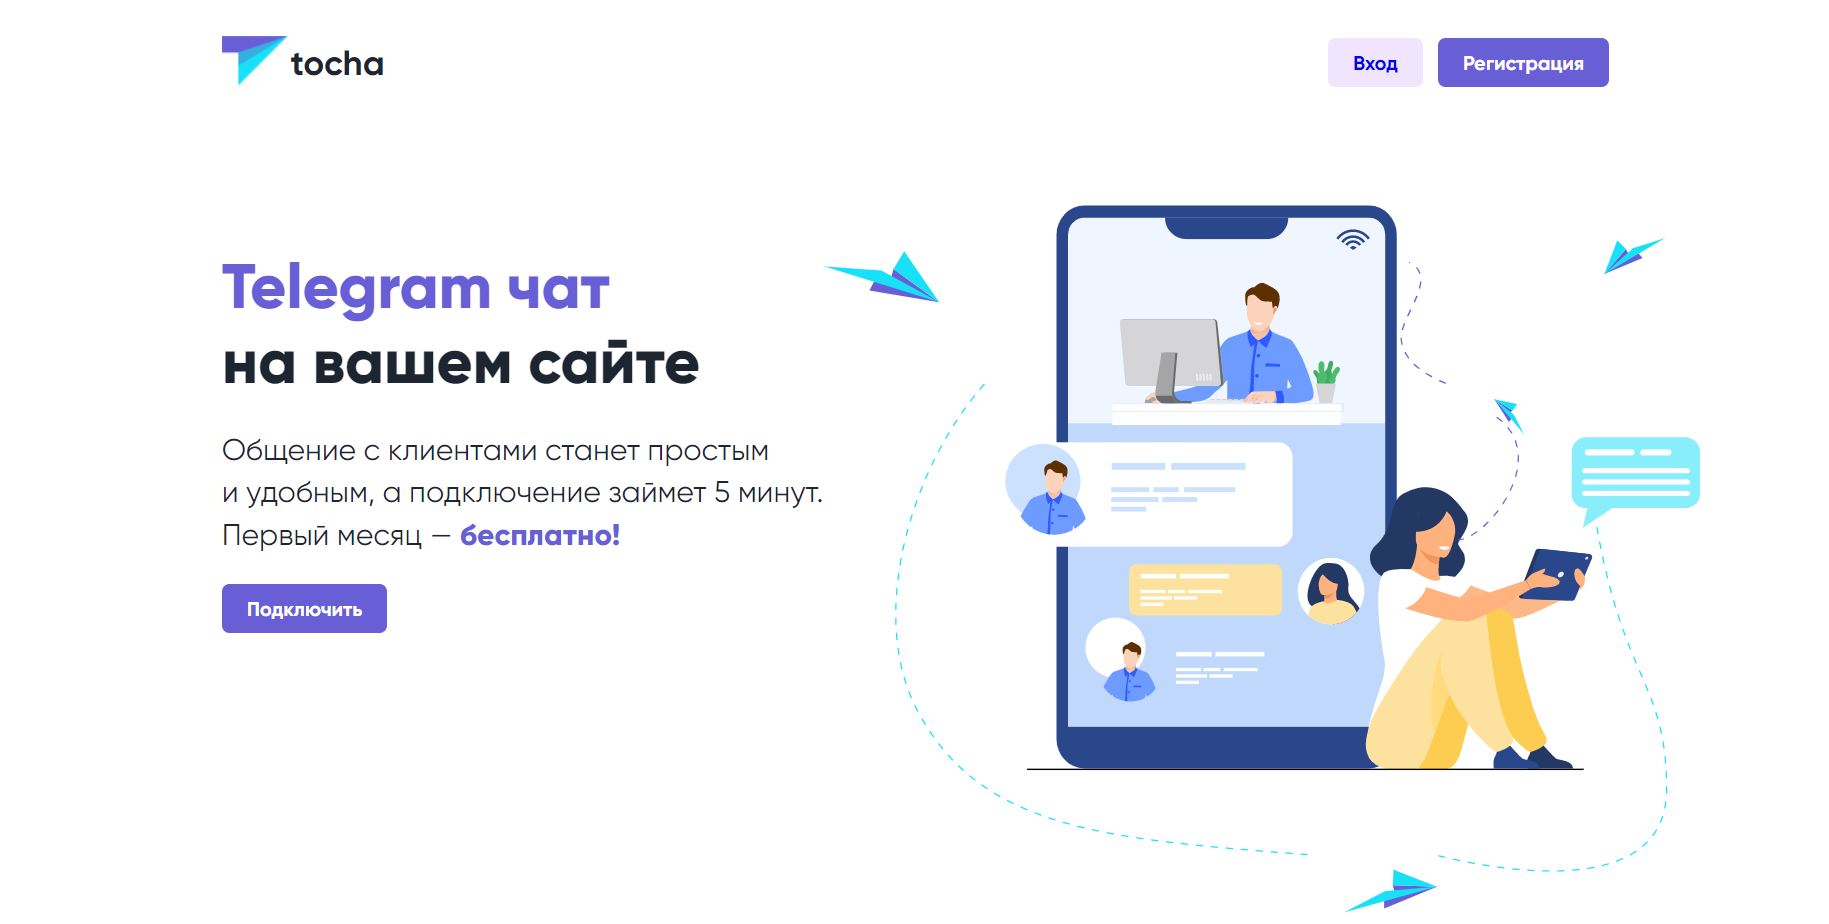 tocha
Вход
Регистрация
Telegram чат
на вашем сайте
Общение с клиентами станет простым
и удобным, а подключение займет 5 минут.
Первый месяц — бесплатно!
Подключить